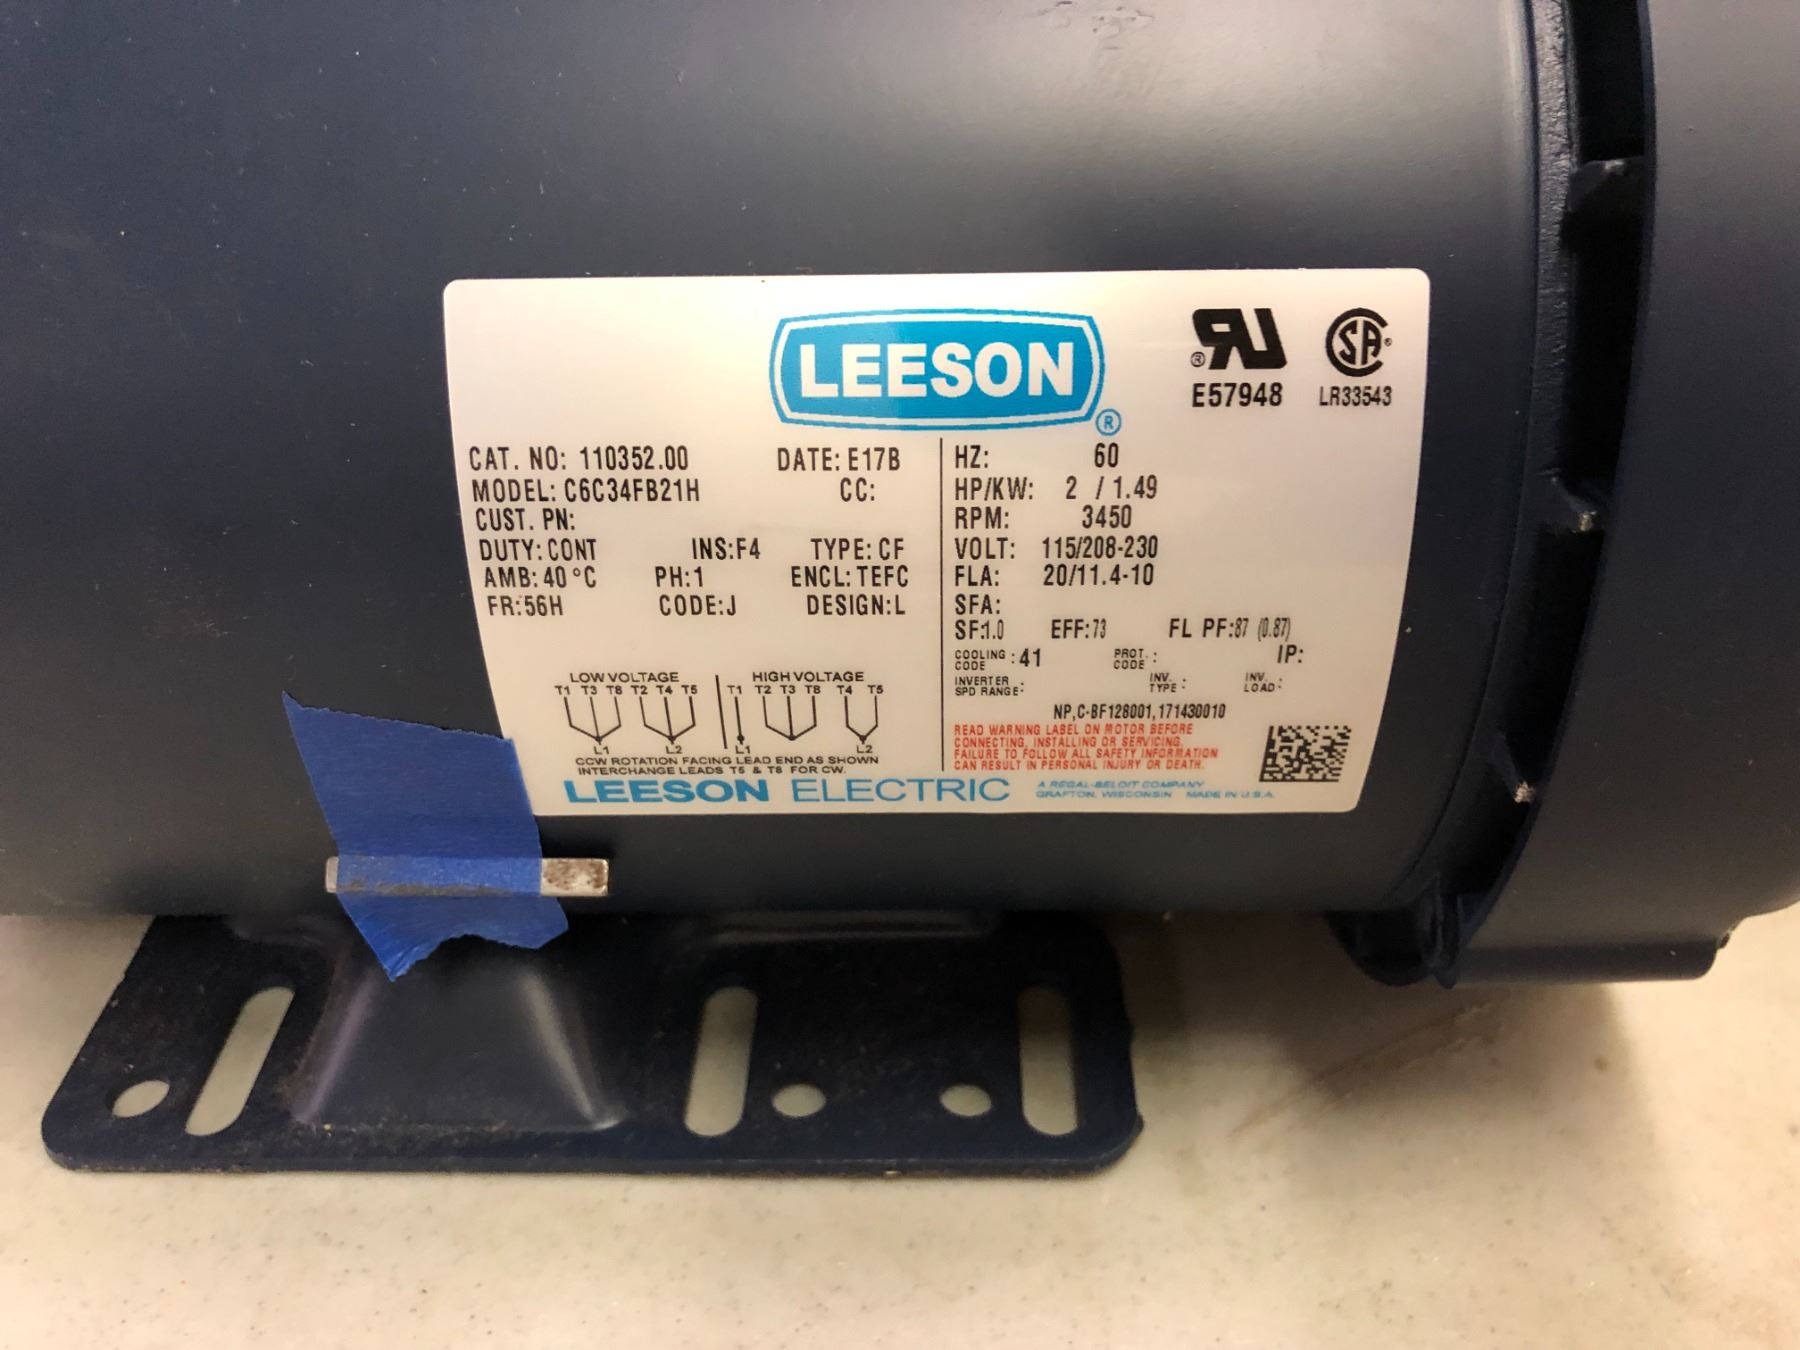 LEESON
®
®
E57948
SA
LR33543
CAT. NO: 110352.00 DATE: E17B
MODEL: C6C34FB21H CC:
CUST. PN:
DUTY: CONT INS:F4 TYPE: CF
AMB: 40 °C PH:1 ENCL: TEFC
FR:56H CODE:J DESIGN:L
HZ: 60
HP/KW: 2 / 1.49
RPM: 3450
VOLT: 115/208-230
FLA: 20/11.4-10
SFA:
SF:1.0 EFF:73 FL PF:87 (0.87)
COOLING CODE : 41 PROT. CODE : IP:
INVERTER SPD RANGE: INV. TYPE : INV. LOAD:
NP,C-BF128001,171430010
LOW VOLTAGE HIGH VOLTAGE
T1 T3 T8 T2 T4 T5 T1 T2 T3 T8 T4 T5
L1 L2 L1 L2
CCW ROTATION FACING LEAD END AS SHOWN
INTERCHANGE LEADS T5 & T8 FOR CW.
READ WARNING LABEL ON MOTOR BEFORE
CONNECTING, INSTALLING OR SERVICING.
FAILURE TO FOLLOW ALL SAFETY INFORMATION
CAN RESULT IN PERSONAL INJURY OR DEATH.
LEESON ELECTRIC
A REGAL-BELOIT COMPANY
GRAFTON, WISCONSIN MADE IN U.S.A.